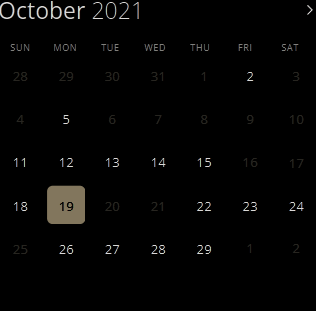 October 2021 >
SUN MON TUE WED THU FRI SAT
28 29 30 31 1 2 3
4 5 6 7 8 9 10
11 12 13 14 15 16 17
18 19 20 21 22 23 24
25 26 27 28 29 1 2